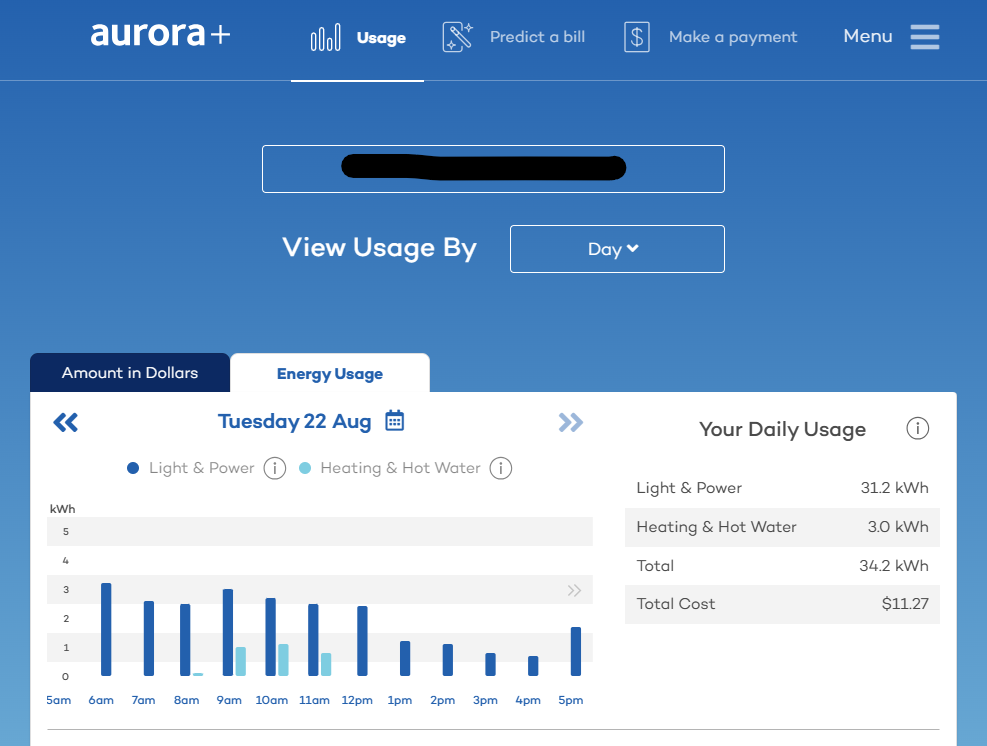 aurora+
Usage
Predict a bill
Make a payment
Menu
View Usage By
Day
Amount in Dollars
Energy Usage
Tuesday 22 Aug
Light & Power
Heating & Hot Water
kWh
5
4
3
2
1
0
5am 6am 7am 8am 9am 10am 11am 12pm 1pm 2pm 3pm 4pm 5pm
Your Daily Usage
Light & Power 31.2 kWh
Heating & Hot Water 3.0 kWh
Total 34.2 kWh
Total Cost $11.27